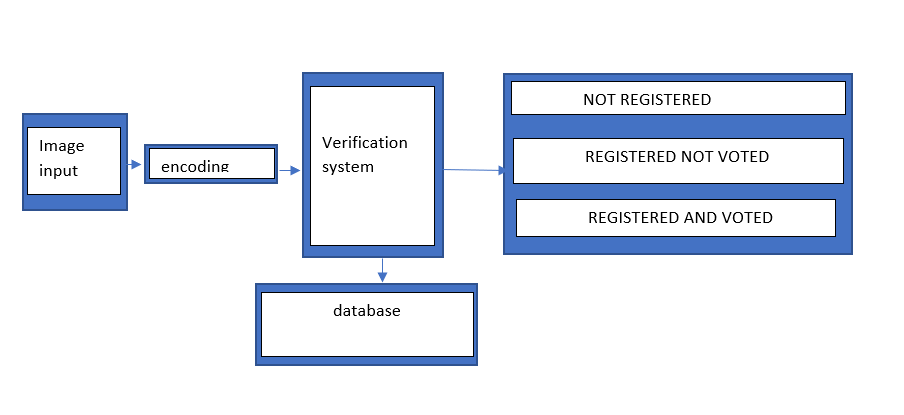 Image
input
encoding
Verification
system
NOT REGISTERED
REGISTERED NOT VOTED
REGISTERED AND VOTED
database